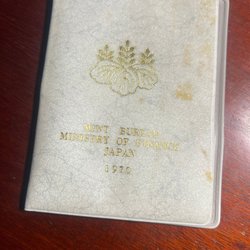 MINT BUREAU
MINISTRY OF FINANCE
JAPAN
1970